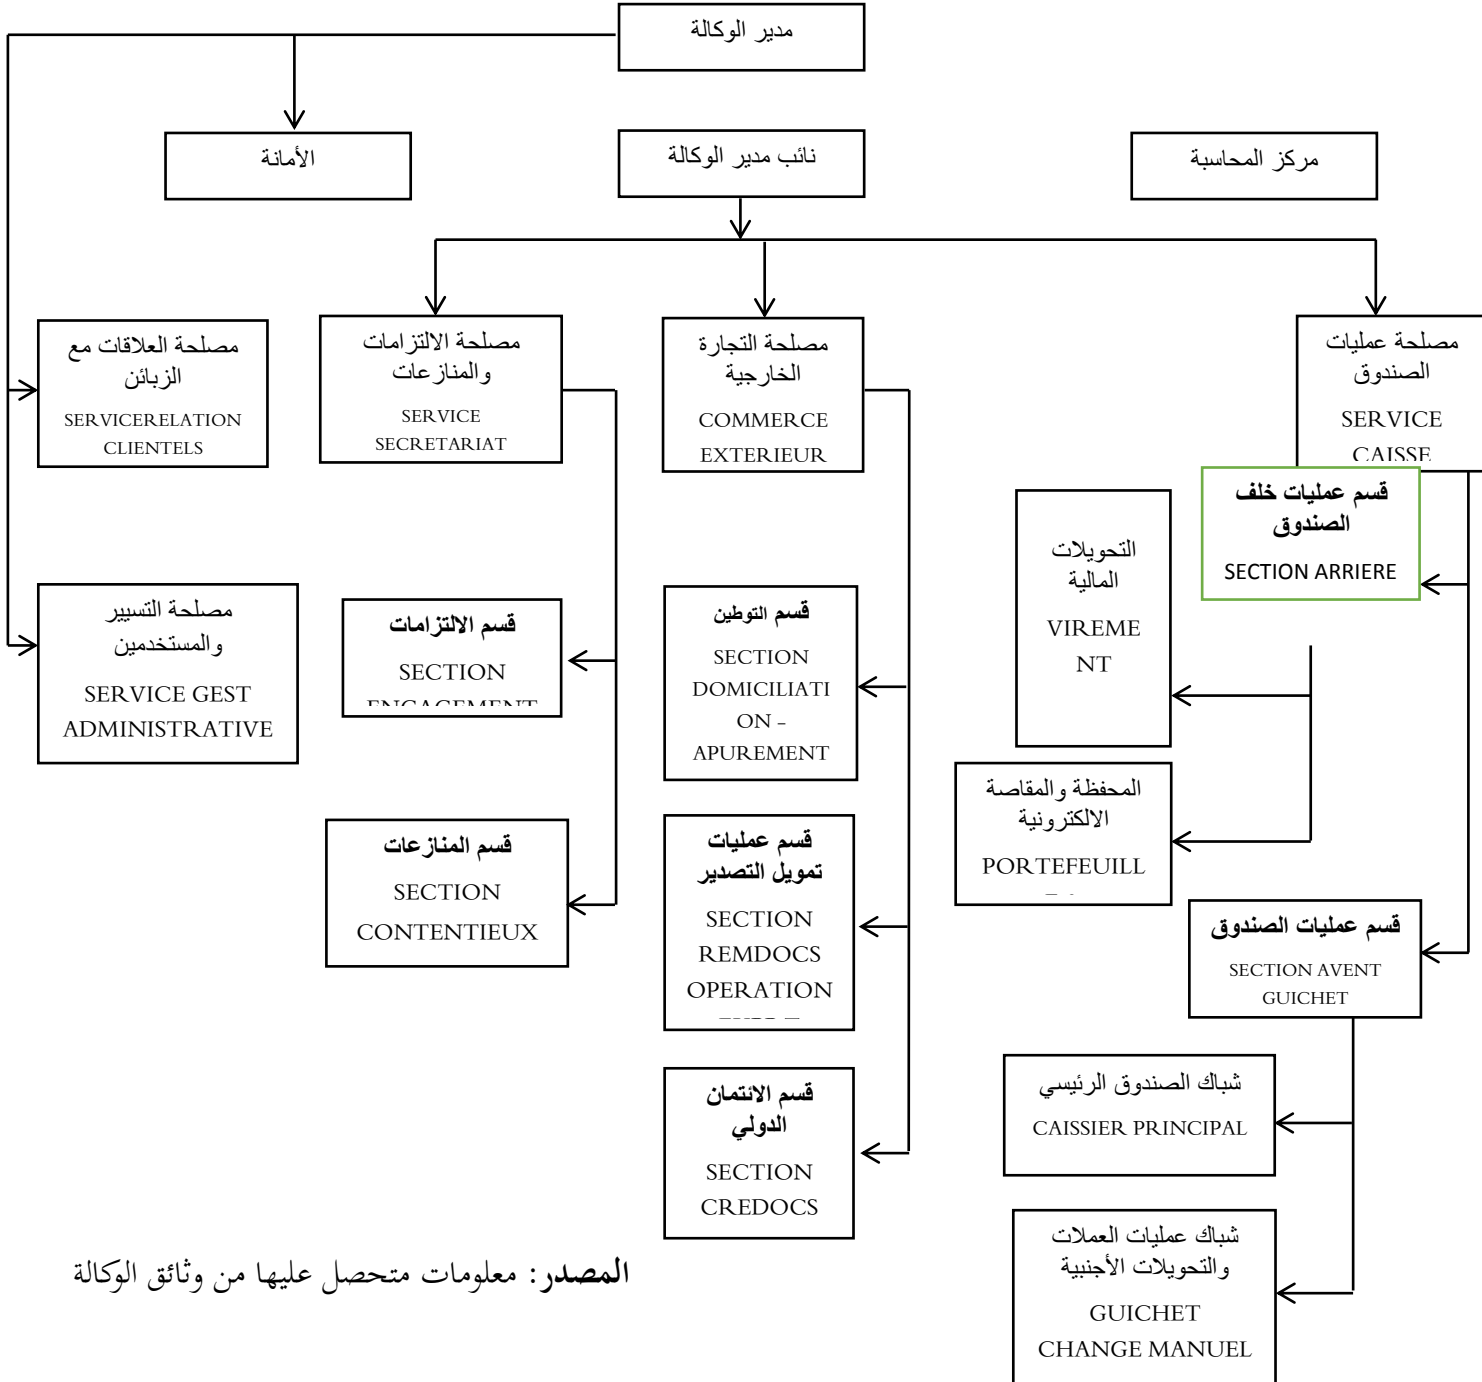 مدير الوكالة
الأمانة
نائب مدير الوكالة
مركز المحاسبة
مصلحة العلاقات مع
الزبائن
SERVICERELATION
CLIENTELS
مصلحة الالتزامات
والمنازعات
SERVICE
SECRETARIAT
مصلحة التجارة
الخارجية
COMMERCE
EXTERIEUR
مصلحة عمليات
الصندوق
SERVICE
CAISSE
قسم عمليات خلف
الصندوق
SECTION ARRIERE
التحويلات
المالية
VIREME
NT
مصلحة التسيير
والمستخدمين
SERVICE GEST
ADMINISTRATIVE
قسم الالتزامات
SECTION
ENGAGEMENT
قسم التوطين
SECTION
DOMICILIATI
ON –
APUREMENT
المحفظة والمقاصة
الالكترونية
PORTEFEUILL
قسم المنازعات
SECTION
CONTENTIEUX
قسم عمليات
تمويل التصدير
SECTION
REMDOCS
OPERATION
قسم عمليات الصندوق
SECTION AVENT
GUICHET
قسم الائتمان
الدولي
SECTION
CREDOCS
شباك الصندوق الرئيسي
CAISSIER PRINCIPAL
شباك عمليات العملات
والتحويلات الأجنبية
GUICHET
CHANGE MANUEL
المصدر: معلومات متحصل عليها من وثائق الوكالة